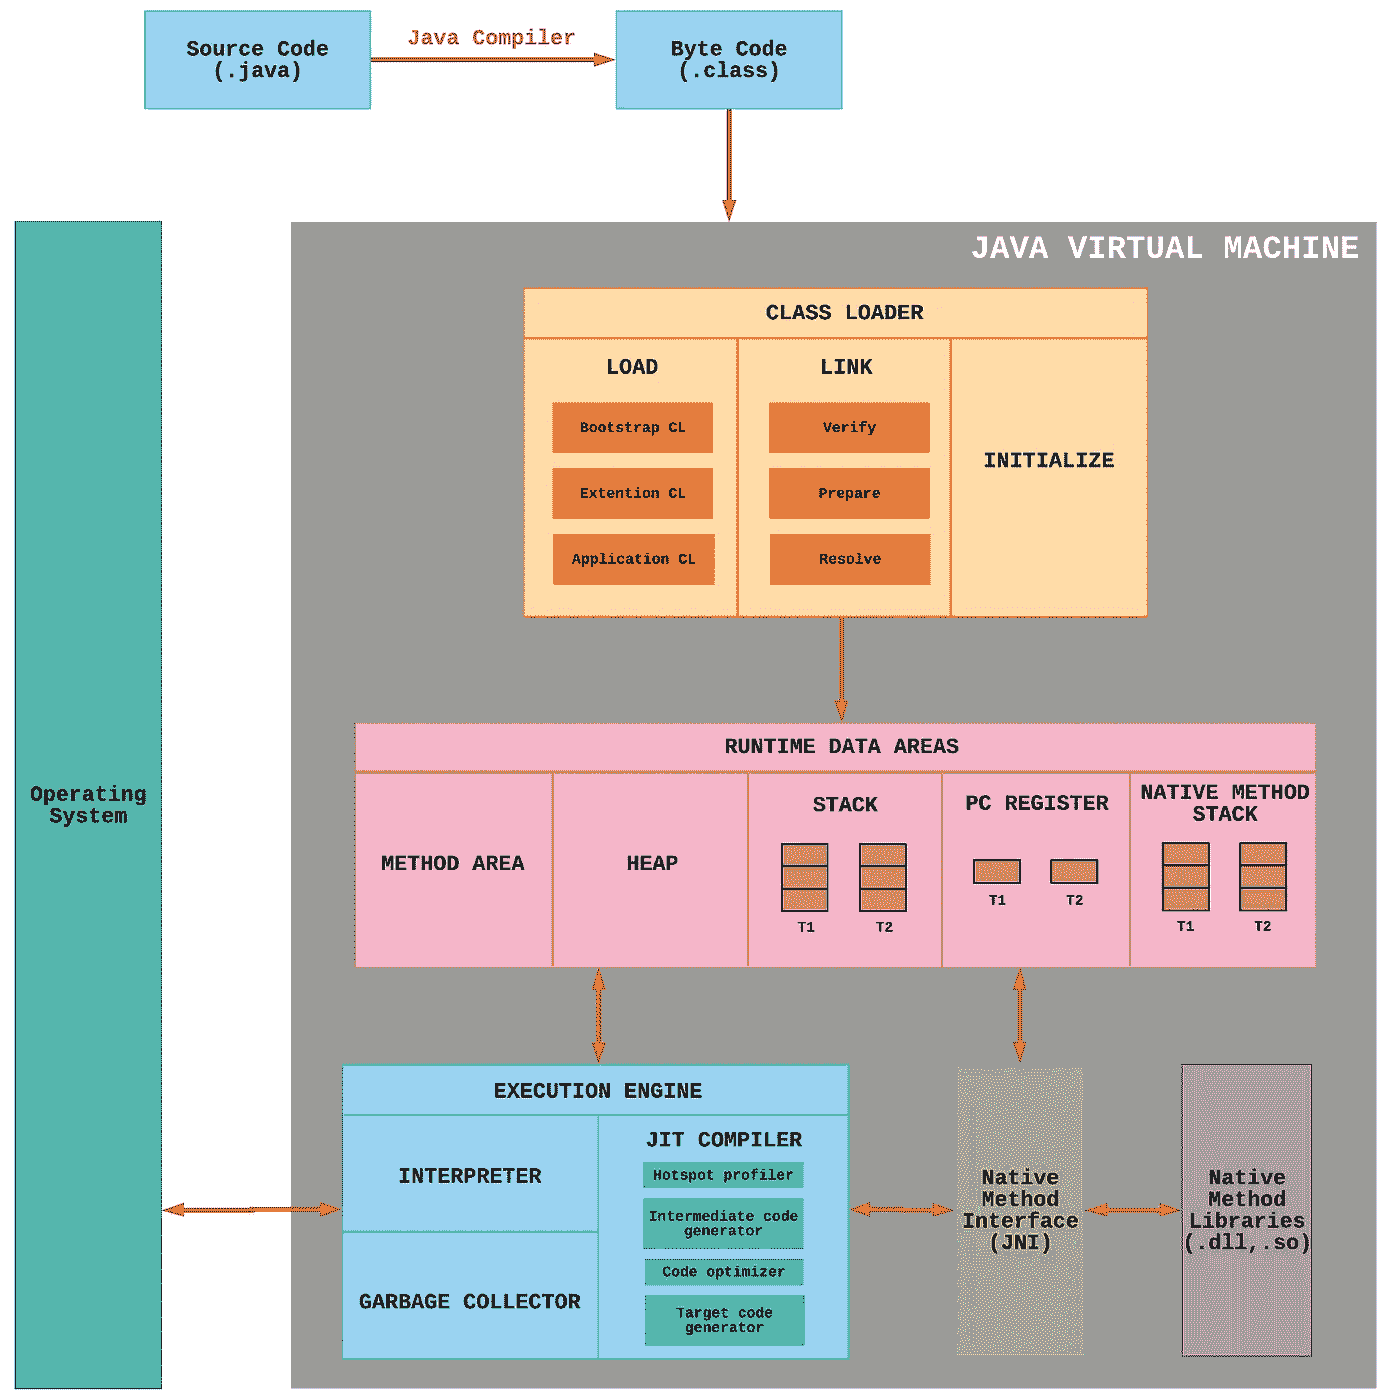 Source Code
(.java)
Java Compiler
Byte Code
(.class)
JAVA VIRTUAL MACHINE
CLASS LOADER
LOAD
Bootstrap CL
Extention CL
Application CL
LINK
Verify
Prepare
Resolve
INITIALIZE
Operating
System
RUNTIME DATA AREAS
METHOD AREA
HEAP
STACK
T1
T2
PC REGISTER
T1
T2
NATIVE METHOD
STACK
T1
T2
EXECUTION ENGINE
INTERPRETER
GARBAGE COLLECTOR
JIT COMPILER
Hotspot profiler
Intermediate code
generator
Code optimizer
Target code
generator
Native
Method
Interface
(JNI)
Native
Method
Libraries
(.dll,.so)